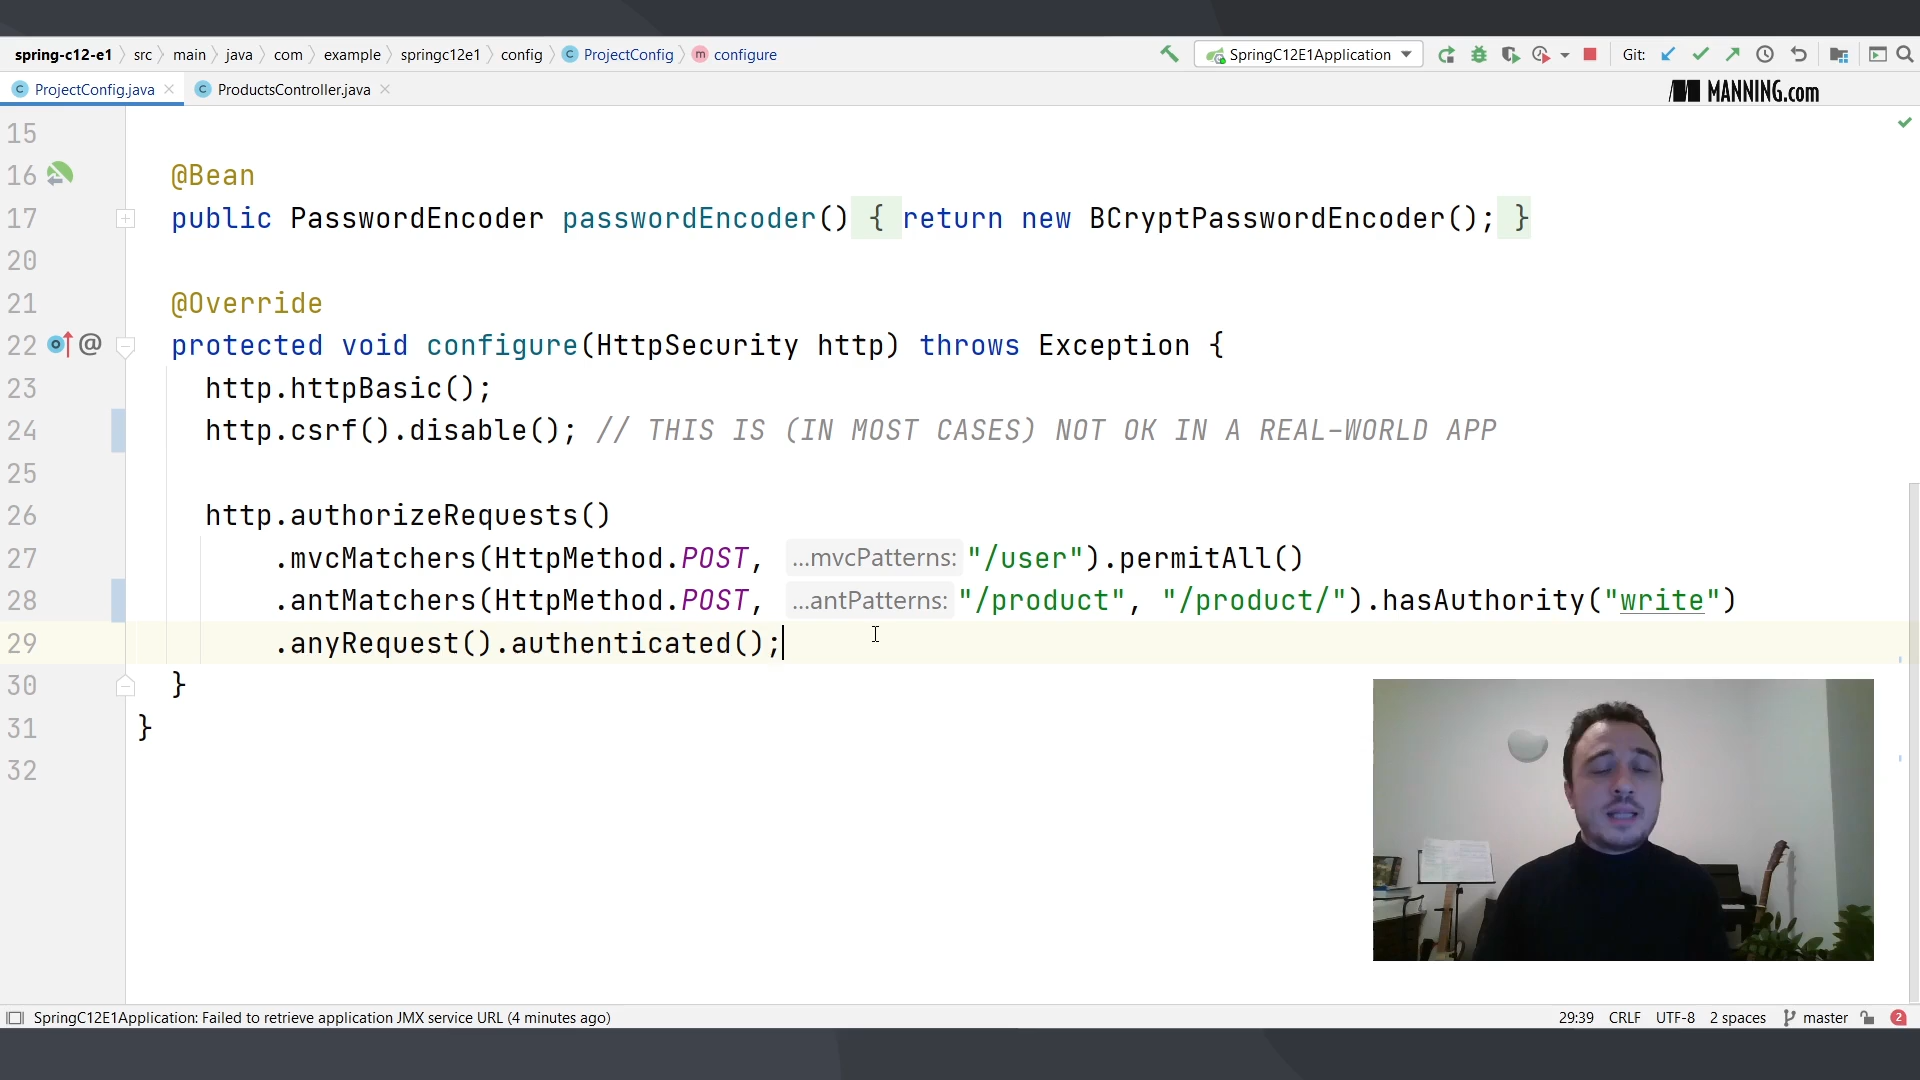 spring-c12-e1 src main java com example springc12e1 config ProjectConfig configure SpringC12E1Application Git:
ProjectConfig.java ProductsController.java MANNING.com
15
16 @Bean
17 public PasswordEncoder passwordEncoder() { return new BCryptPasswordEncoder(); }
20
21 @Override
22 protected void configure(HttpSecurity http) throws Exception {
23 http.httpBasic();
24 http.csrf().disable(); // THIS IS (IN MOST CASES) NOT OK IN A REAL-WORLD APP
25
26 http.authorizeRequests()
27 .mvcMatchers(HttpMethod.POST, ...mvcPatterns: "/user").permitAll()
28 .antMatchers(HttpMethod.POST, ...antPatterns: "/product", "/product/").hasAuthority("write")
29 .anyRequest().authenticated();
30 }
31 }
32
SpringC12E1Application: Failed to retrieve application JMX service URL (4 minutes ago) 29:39 CRLF UTF-8 2 spaces master 2